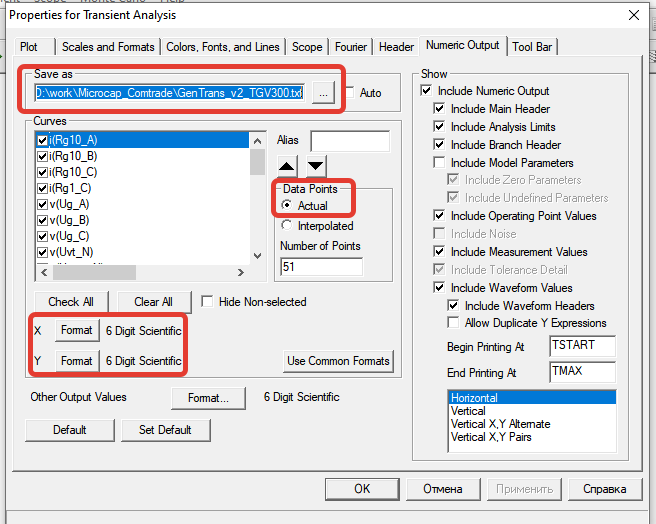 Properties for Transient Analysis
Plot Scales and Formats Colors, Fonts, and Lines Scope Fourier Header Numeric Output Tool Bar
Save as
D:\work\Microcap_Comtrade\GenTrans_v2_TGV300.txt
...
Auto
Curves
i(Rg10_A)
i(Rg10_B)
i(Rg10_C)
i(Rg1_C)
v(Ug_A)
v(Ug_B)
v(Ug_C)
v(Uvt_N)
Alias
Data Points
Actual
Interpolated
Number of Points
51
Check All Clear All Hide Non-selected
X Format 6 Digit Scientific
Y Format 6 Digit Scientific
Use Common Formats
Other Output Values Format... 6 Digit Scientific
Default Set Default
Show
Include Numeric Output
Include Main Header
Include Analysis Limits
Include Branch Header
Include Model Parameters
Include Zero Parameters
Include Undefined Parameters
Include Operating Point Values
Include Noise
Include Measurement Values
Include Tolerance Detail
Include Waveform Values
Include Waveform Headers
Allow Duplicate Y Expressions
Begin Printing At TSTART
End Printing At TMAX
Horizontal
Vertical
Vertical X,Y Alternate
Vertical X,Y Pairs
OK Отмена Применить Справка